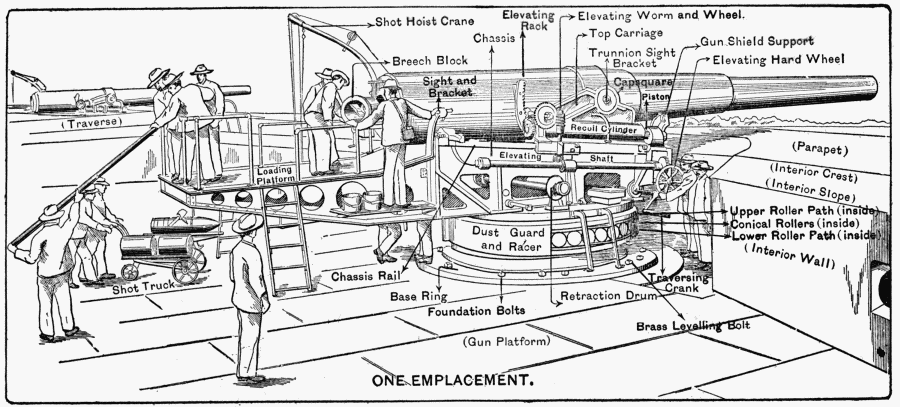 Shot Hoist Crane
Elevating
Rack
Elevating Worm and Wheel.
Top Carriage
Chassis
Trunnion Sight
Bracket
Gun Shield Support
Elevating Hard Wheel
Breech Block
Sight and
Bracket
Capsquare
Piston
(Traverse)
Recuil Cylinder
(Parapet)
Elevating Shaft
(Interior Crest)
Loading
Platform
(Interior Slope)
Upper Roller Path (inside)
Conical Rollers (inside)
Lower Roller Path (inside)
Dust Guard
and Racer
(Interior Wall)
Chassis Rail
Shot Truck
Traversing
Crank
Base Ring
Retraction Drum
Foundation Bolts
Brass Levelling Bolt
(Gun Platform)
ONE EMPLACEMENT.